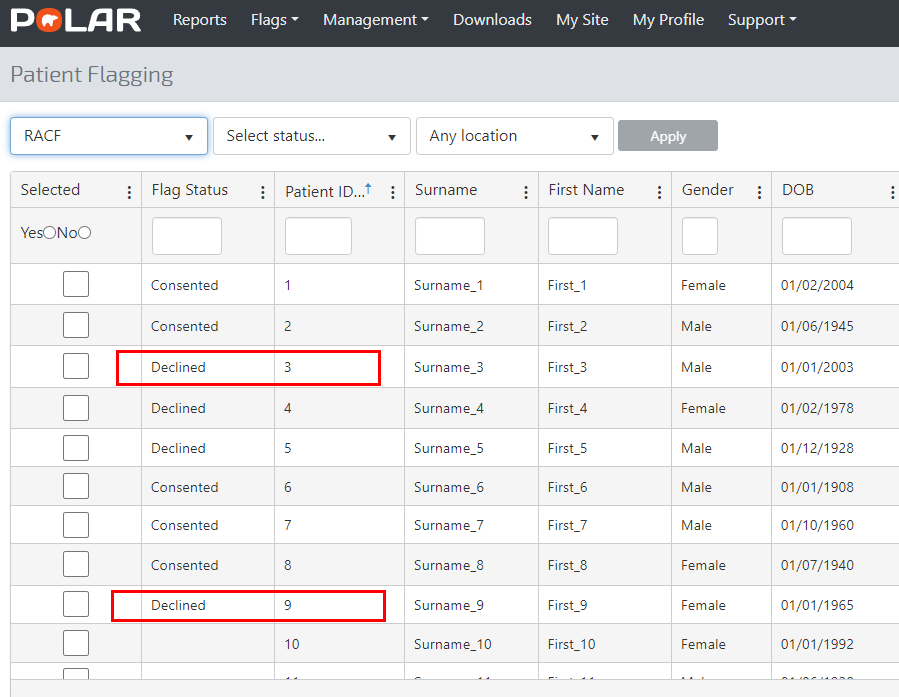 POLAR Reports Flags Management Downloads My Site My Profile Support
Patient Flagging
RACF Select status... Any location Apply
Selected Flag Status Patient ID... Surname First Name Gender DOB
Yes No
Consented 1 Surname_1 First_1 Female 01/02/2004
Consented 2 Surname_2 First_2 Male 01/06/1945
Declined 3 Surname_3 First_3 Male 01/01/2003
Declined 4 Surname_4 First_4 Female 01/02/1978
Declined 5 Surname_5 First_5 Male 01/12/1928
Consented 6 Surname_6 First_6 Male 01/01/1908
Consented 7 Surname_7 First_7 Male 01/10/1960
Consented 8 Surname_8 First_8 Female 01/07/1940
Declined 9 Surname_9 First_9 Female 01/01/1965
10 Surname_10 First_10 Female 01/01/1992